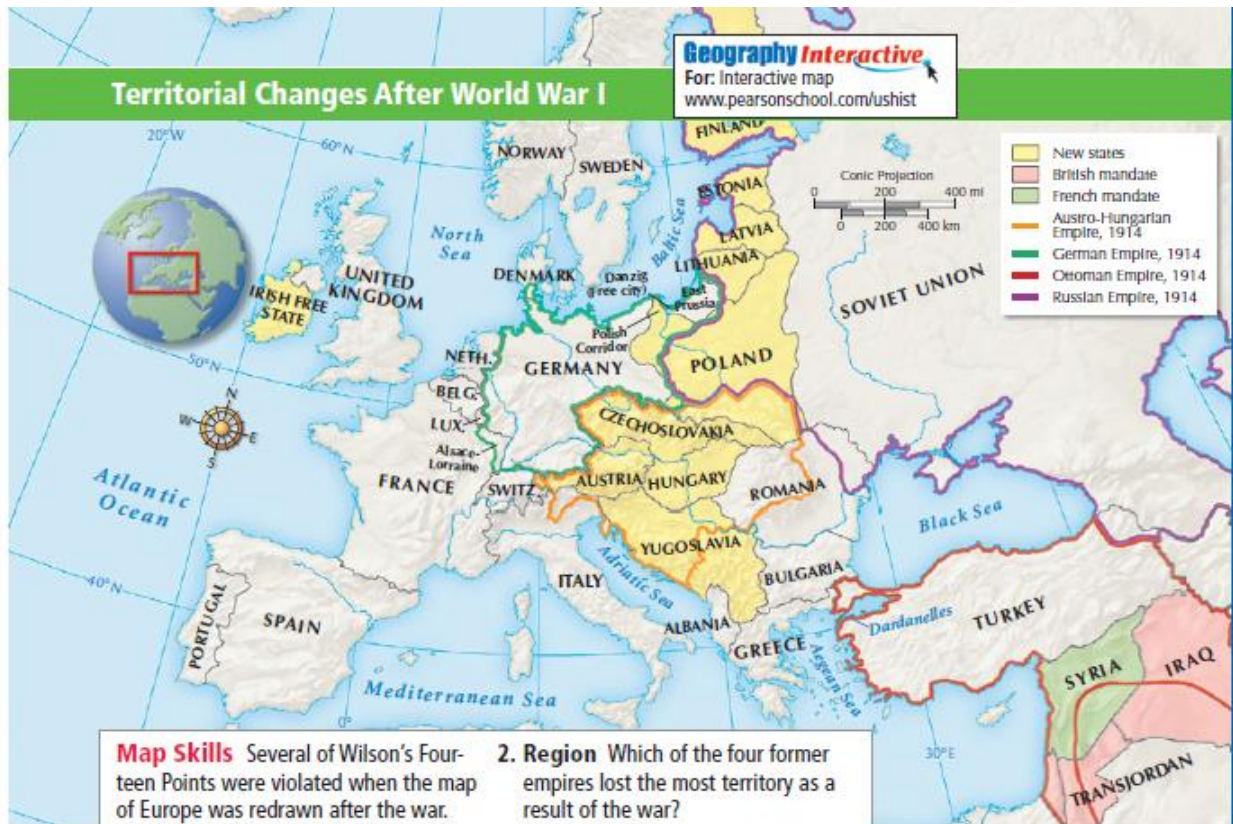 Geography Interactive
For: Interactive map
www.pearsonschool.com/ushist
Territorial Changes After World War I
New states
British mandate
French mandate
Austro-Hungarian
Empire, 1914
German Empire, 1914
Ottoman Empire, 1914
Russian Empire, 1914
Conic Projection
0 200 400 mi
0 200 400 km
20°W
60°N
50°N
40°N
0°
30°E
N
W
E
S
NORWAY
SWEDEN
FINLAND
ESTONIA
LATVIA
LITHUANIA
North
Sea
Baltic Sea
DENMARK
Danzig
(free city)
East
Prussia
SOVIET UNION
UNITED
KINGDOM
IRISH FREE
STATE
NETH.
Polish
Corridor
GERMANY
POLAND
BELG.
LUX.
Alsace-
Lorraine
CZECHOSLOVAKIA
FRANCE
SWITZ.
AUSTRIA
HUNGARY
ROMANIA
Atlantic
Ocean
YUGOSLAVIA
Black Sea
ITALY
Adriatic Sea
BULGARIA
PORTUGAL
SPAIN
ALBANIA
GREECE
Aegean Sea
Dardanelles
TURKEY
Mediterranean Sea
SYRIA
IRAQ
TRANSJORDAN
Map Skills Several of Wilson's Four-
teen Points were violated when the map
of Europe was redrawn after the war.
2. Region Which of the four former
empires lost the most territory as a
result of the war?